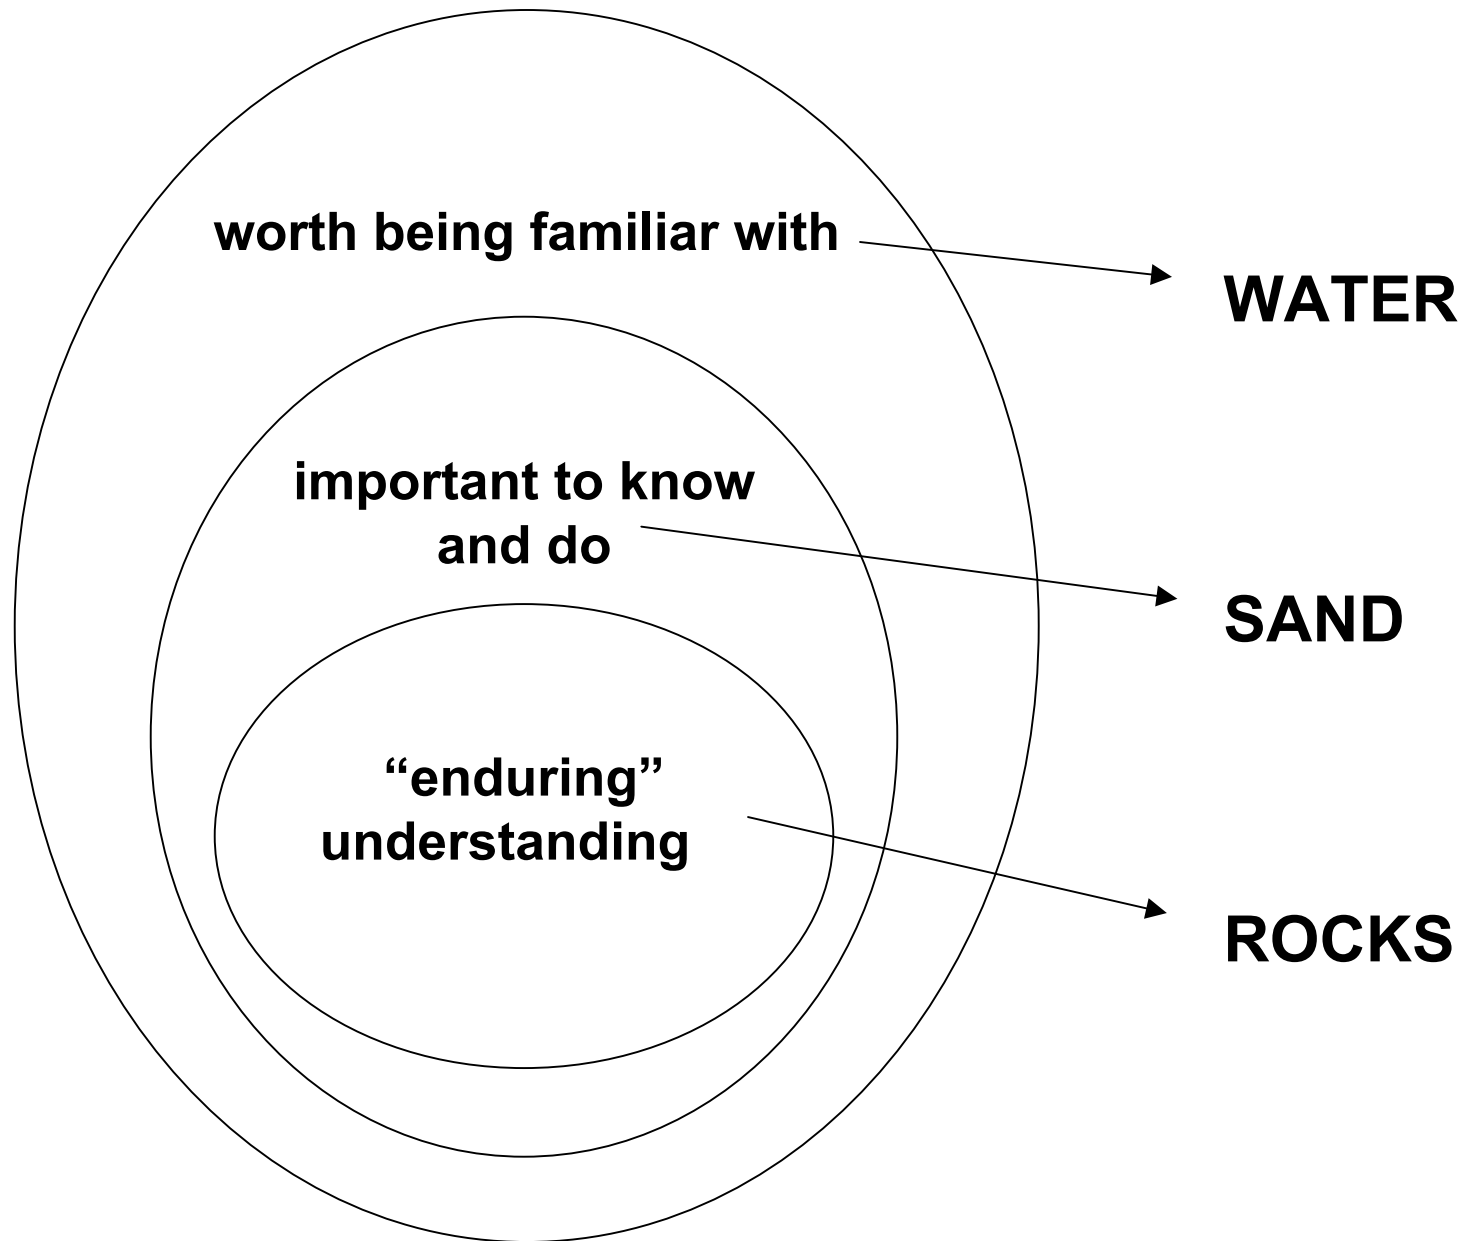 worth being familiar with
WATER
important to know
and do
SAND
“enduring”
understanding
ROCKS